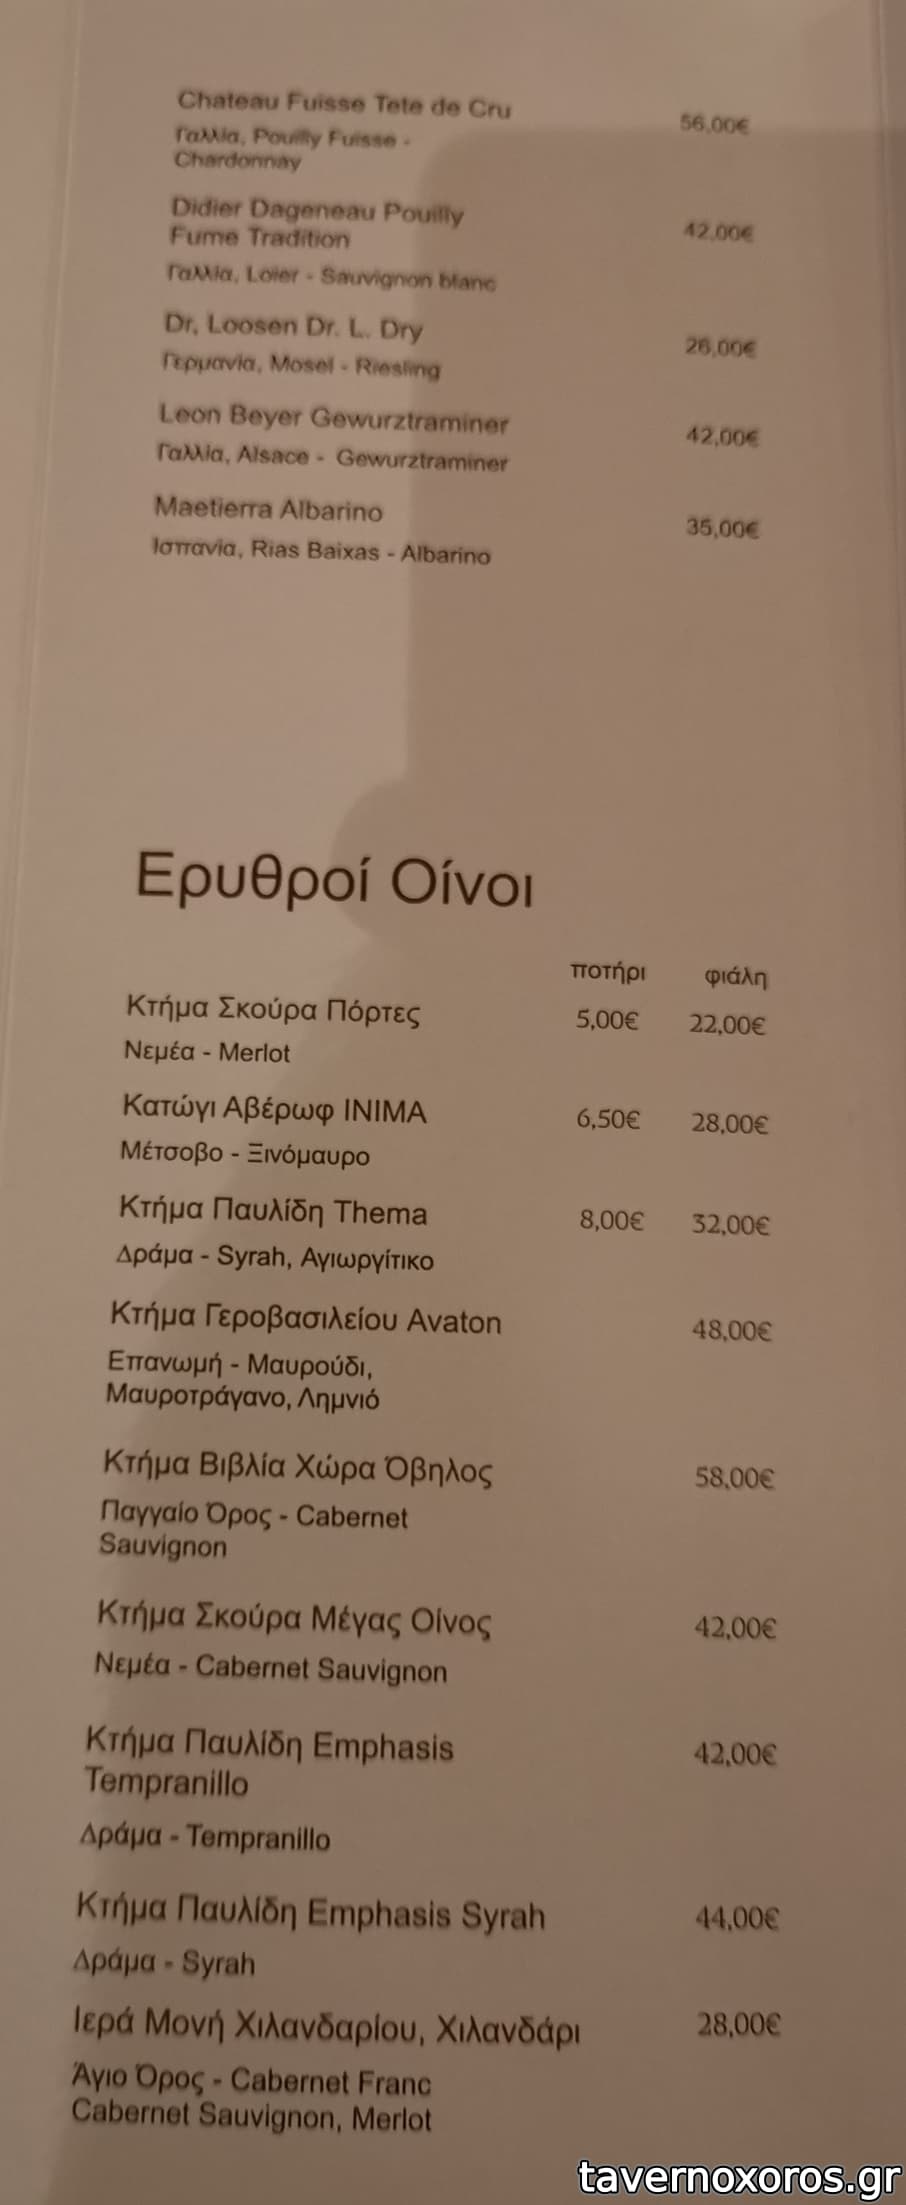 Chateau Fuisse Tete de Cru 56,00€
Γαλλία, Pouilly Fuisse -
Chardonnay
Didier Dageneau Pouilly
Fume Tradition 42,00€
Γαλλία, Loier - Sauvignon blanc
Dr, Loosen Dr. L. Dry 26,00€
Γερμανία, Mosel - Riesling
Leon Beyer Gewurztraminer 42,00€
Γαλλία, Alsace - Gewurztraminer
Maetierra Albarino 35,00€
Ισπανία, Rias Baixas - Albarino
Ερυθροί Οίνοι
ποτήρι φιάλη
Κτήμα Σκούρα Πόρτες 5,00€ 22,00€
Νεμέα - Merlot
Κατώγι Αβέρωφ INIMA 6,50€ 28,00€
Μέτσοβο - Ξινόμαυρο
Κτήμα Παυλίδη Thema 8,00€ 32,00€
Δράμα - Syrah, Αγιωργίτικο
Κτήμα Γεροβασιλείου Avaton 48,00€
Επανωμή - Μαυρούδι,
Μαυροτράγανο, Λημνιό
Κτήμα Βιβλία Χώρα Όβηλος 58,00€
Παγγαίο Όρος - Cabernet
Sauvignon
Κτήμα Σκούρα Μέγας Οίνος 42,00€
Νεμέα - Cabernet Sauvignon
Κτήμα Παυλίδη Emphasis 42,00€
Tempranillo
Δράμα - Tempranillo
Κτήμα Παυλίδη Emphasis Syrah 44,00€
Δράμα - Syrah
Ιερά Μονή Χιλανδαρίου, Χιλανδάρι 28,00€
Άγιο Όρος - Cabernet Franc
Cabernet Sauvignon, Merlot
tavernoxoros.gr